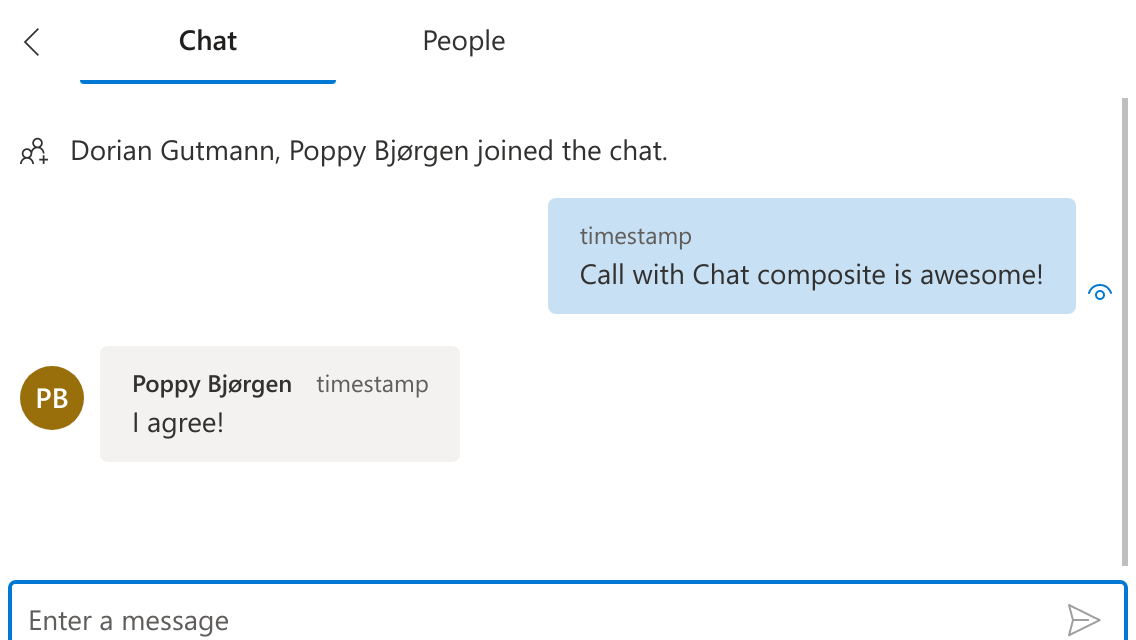 Chat People
Dorian Gutmann, Poppy Bjørgen joined the chat.
timestamp
Call with Chat composite is awesome!
PB
Poppy Bjørgen timestamp
I agree!
Enter a message